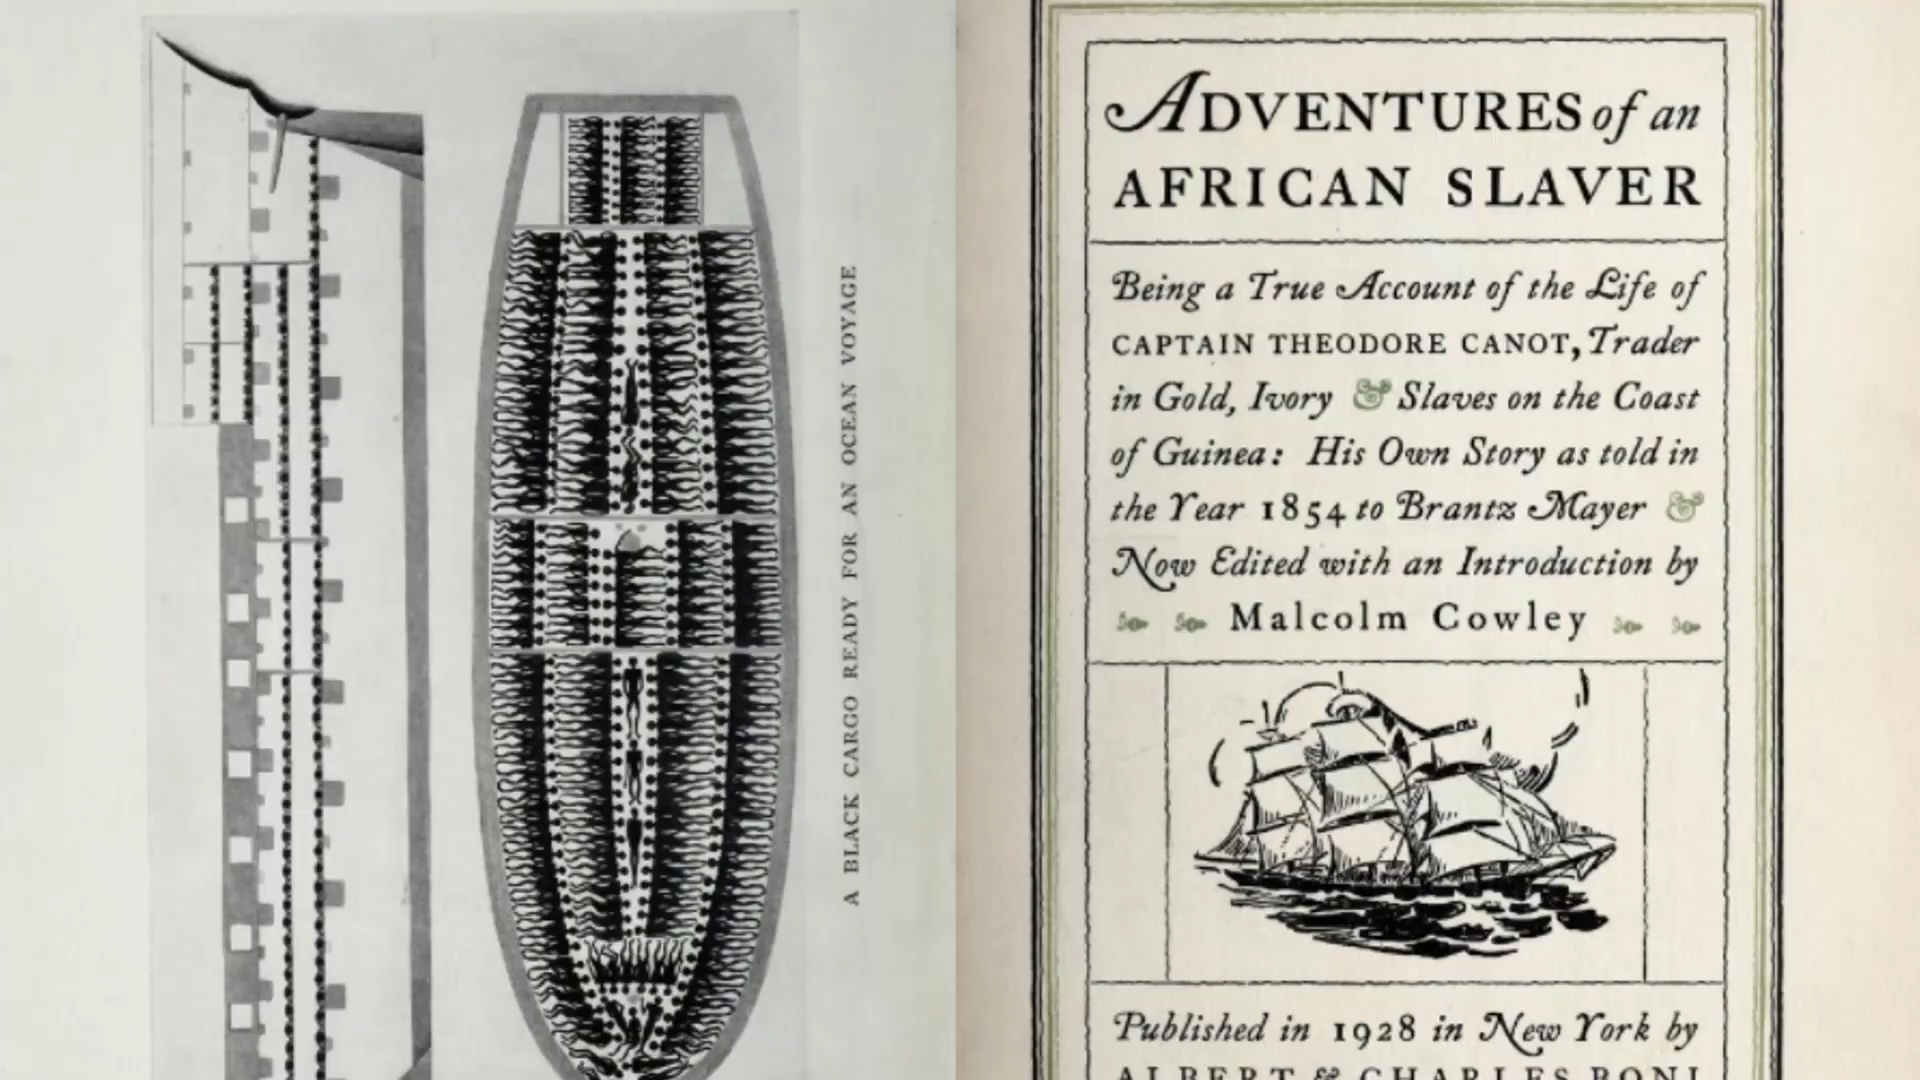 A BLACK CARGO READY FOR AN OCEAN VOYAGE
ADVENTURES of an
AFRICAN SLAVER
Being a True Account of the Life of
CAPTAIN THEODORE CANOT, Trader
in Gold, Ivory & Slaves on the Coast
of Guinea: His Own Story as told in
the Year 1854 to Brantz Mayer &
Now Edited with an Introduction by
Malcolm Cowley
Published in 1928 in New York by
ALBERT & CHARLES BONI